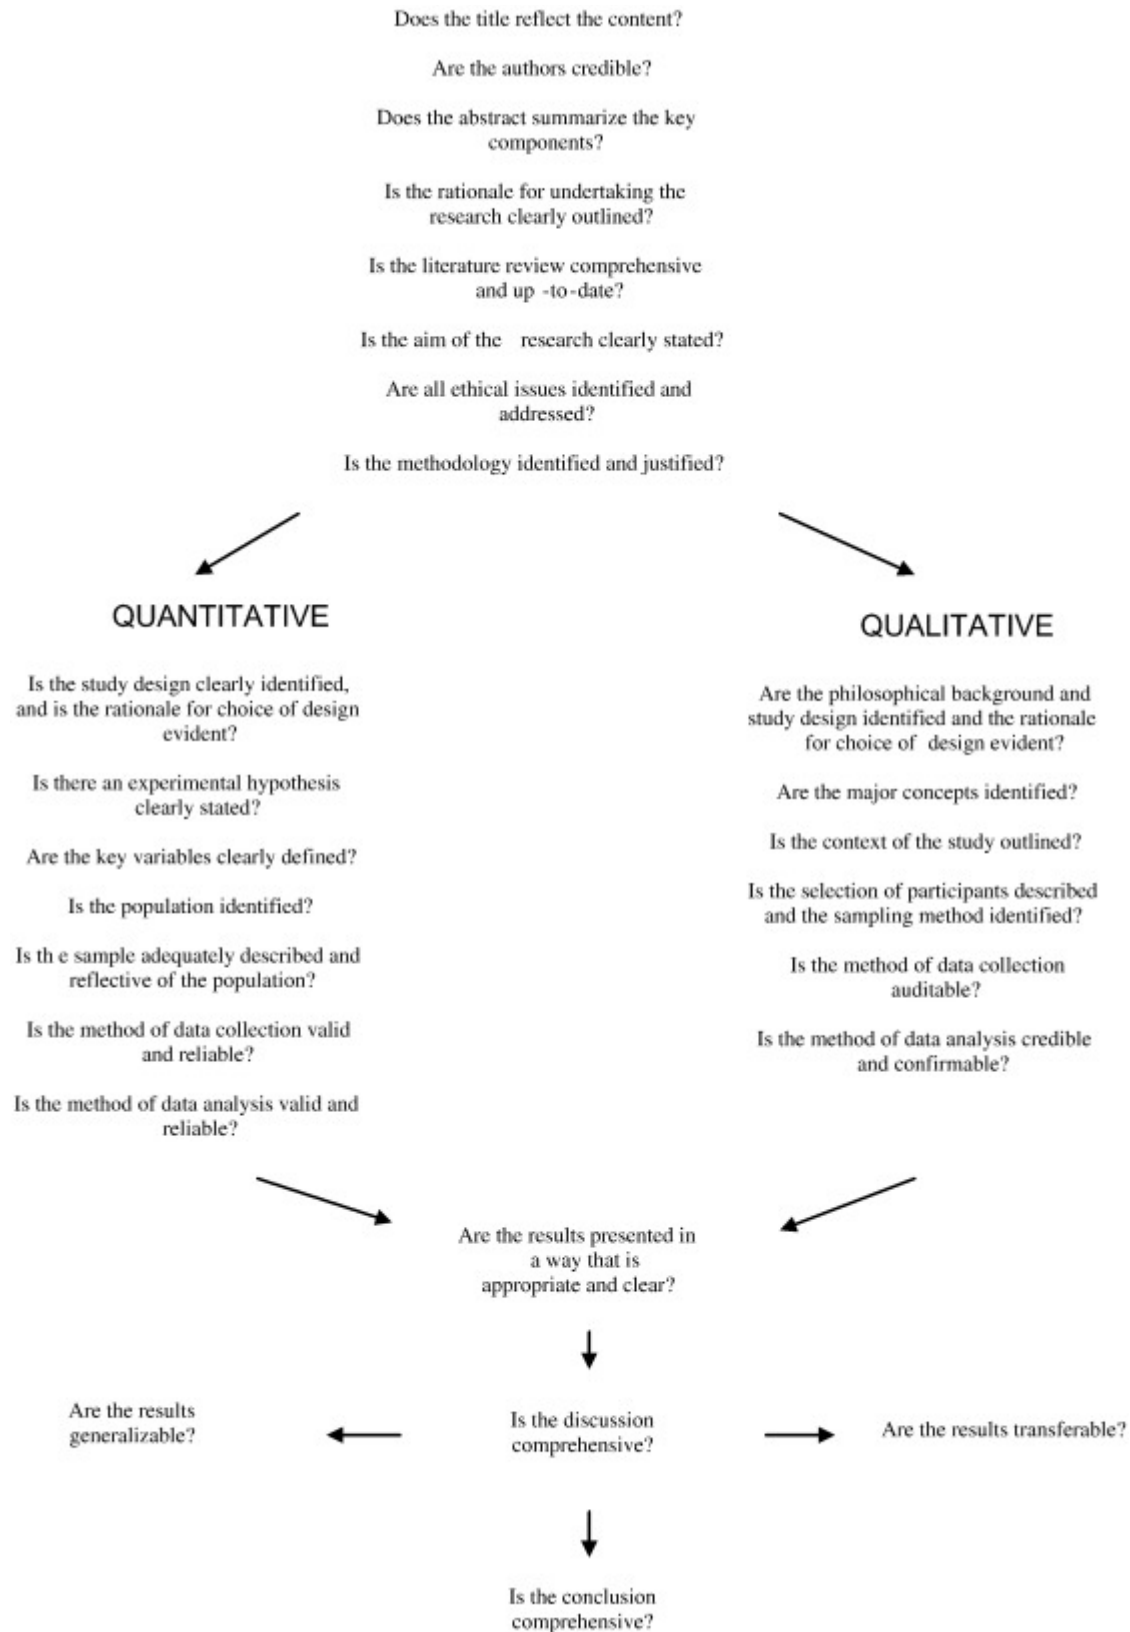 Does the title reflect the content?
Are the authors credible?
Does the abstract summarize the key
components?
Is the rationale for undertaking the
research clearly outlined?
Is the literature review comprehensive
and up -to-date?
Is the aim of the research clearly stated?
Are all ethical issues identified and
addressed?
Is the methodology identified and justified?
QUANTITATIVE
Is the study design clearly identified,
and is the rationale for choice of design
evident?
Is there an experimental hypothesis
clearly stated?
Are the key variables clearly defined?
Is the population identified?
Is th e sample adequately described and
reflective of the population?
Is the method of data collection valid
and reliable?
Is the method of data analysis valid and
reliable?
QUALITATIVE
Are the philosophical background and
study design identified and the rationale
for choice of design evident?
Are the major concepts identified?
Is the context of the study outlined?
Is the selection of participants described
and the sampling method identified?
Is the method of data collection
auditable?
Is the method of data analysis credible
and confirmable?
Are the results presented in
a way that is
appropriate and clear?
Are the results
generalizable?
Is the discussion
comprehensive?
Are the results transferable?
Is the conclusion
comprehensive?